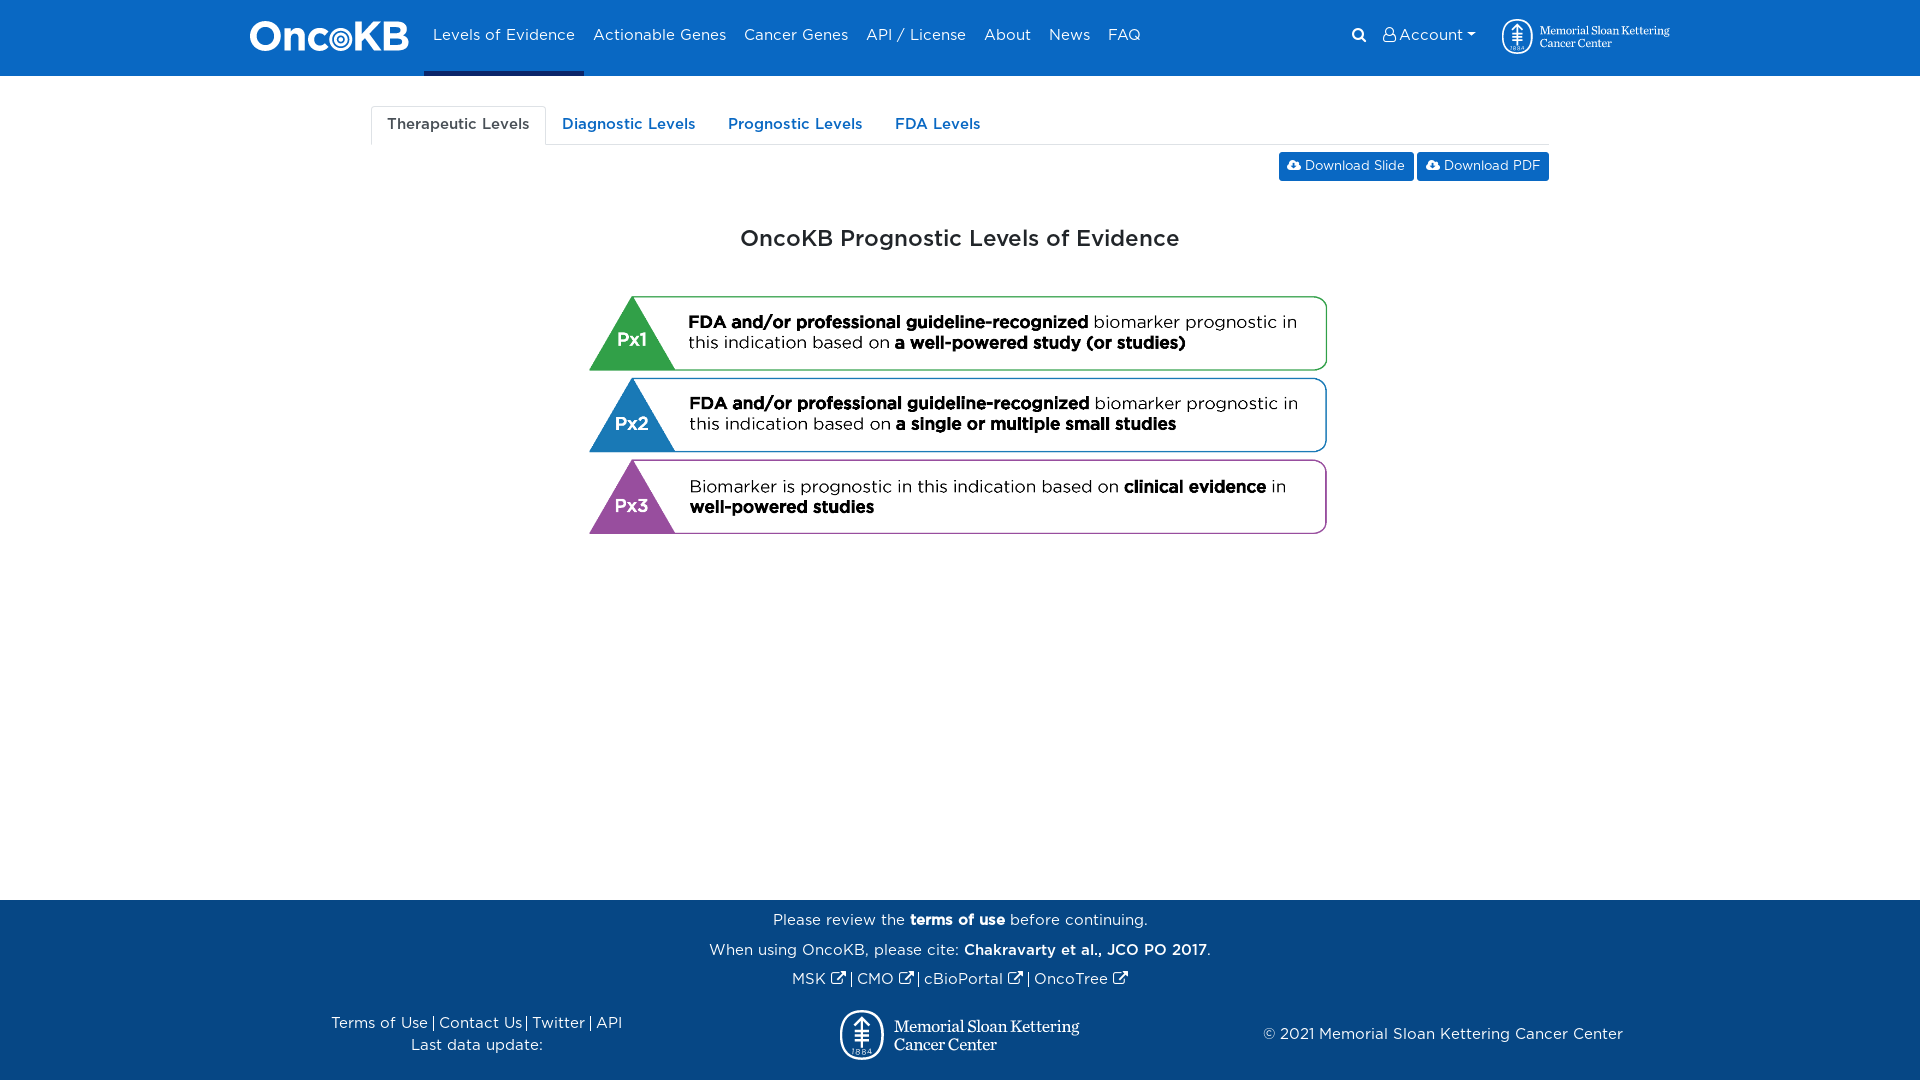 OncoKB
Levels of Evidence
Actionable Genes
Cancer Genes
API / License
About
News
FAQ
Account
1884
Memorial Sloan Kettering
Cancer Center
Therapeutic Levels
Diagnostic Levels
Prognostic Levels
FDA Levels
Download Slide
Download PDF
OncoKB Prognostic Levels of Evidence
Px1
FDA and/or professional guideline-recognized biomarker prognostic in
this indication based on a well-powered study (or studies)
Px2
FDA and/or professional guideline-recognized biomarker prognostic in
this indication based on a single or multiple small studies
Px3
Biomarker is prognostic in this indication based on clinical evidence in
well-powered studies
Please review the terms of use before continuing.
When using OncoKB, please cite: Chakravarty et al., JCO PO 2017.
MSK | CMO | cBioPortal | OncoTree
Terms of Use | Contact Us | Twitter | API
Last data update:
1884
Memorial Sloan Kettering
Cancer Center
© 2021 Memorial Sloan Kettering Cancer Center